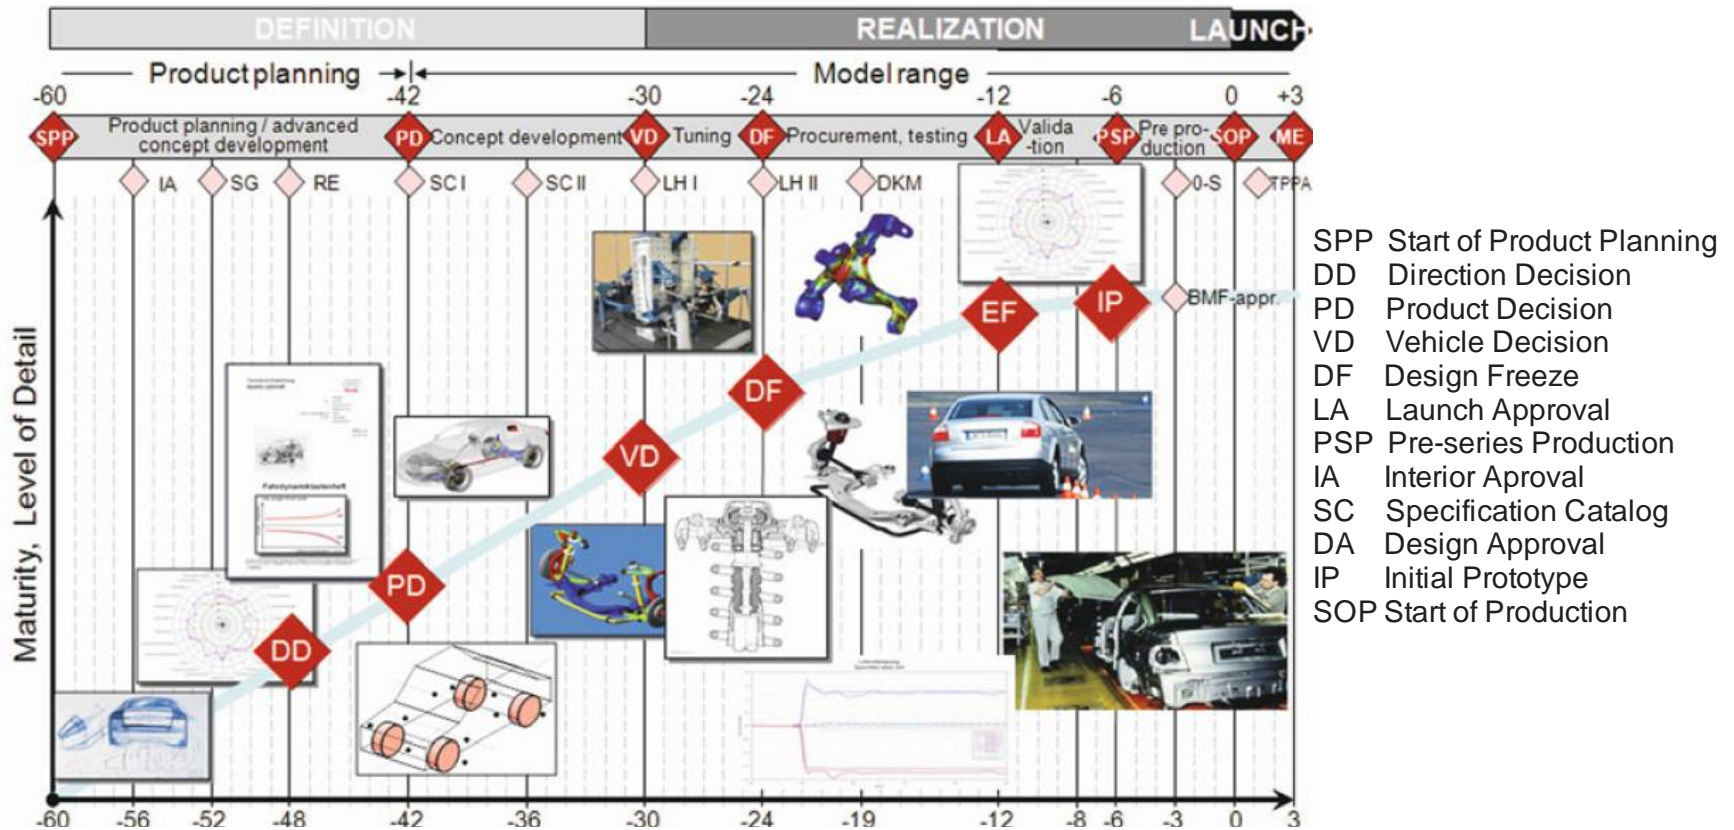 DEFINITION REALIZATION LAUNCH
Product planning Model range
-60 -42 -30 -24 -12 -6 0 +3
SPP Product planning / advanced concept development PD Concept development VD Tuning DF Procurement, testing LA Valida-tion PSP Pre pro-duction SOP ME
IA SG RE SC I SC II LH I LH II DKM 0-S TPPA
Maturity, Level of Detail
EF IP BMF-appr.
DF
VD
PD
DD
Fahrdynamiklastenheft
-60 -56 -52 -48 -42 -36 -30 -24 -19 -12 -8 -6 -3 0 3
SPP Start of Product Planning
DD Direction Decision
PD Product Decision
VD Vehicle Decision
DF Design Freeze
LA Launch Approval
PSP Pre-series Production
IA Interior Aproval
SC Specification Catalog
DA Design Approval
IP Initial Prototype
SOP Start of Production